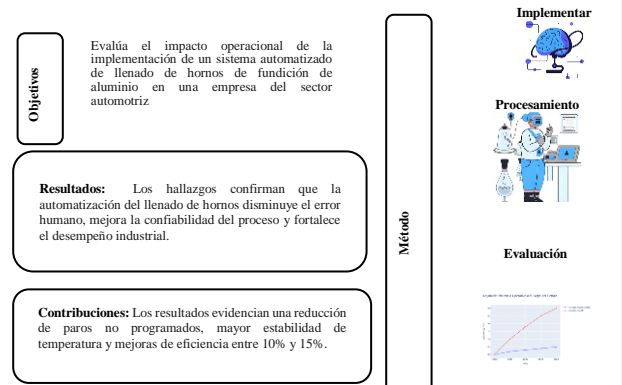 Objetivos
Evalúa el impacto operacional de la
implementación de un sistema automatizado
de llenado de hornos de fundición de
aluminio en una empresa del sector
automotriz
Resultados: Los hallazgos confirman que la
automatización del llenado de hornos disminuye el error
humano, mejora la confiabilidad del proceso y fortalece
el desempeño industrial.
Contribuciones: Los resultados evidencian una reducción
de paros no programados, mayor estabilidad de
temperatura y mejoras de eficiencia entre 10% y 15%.
Método
Implementar
Procesamiento
Evaluación